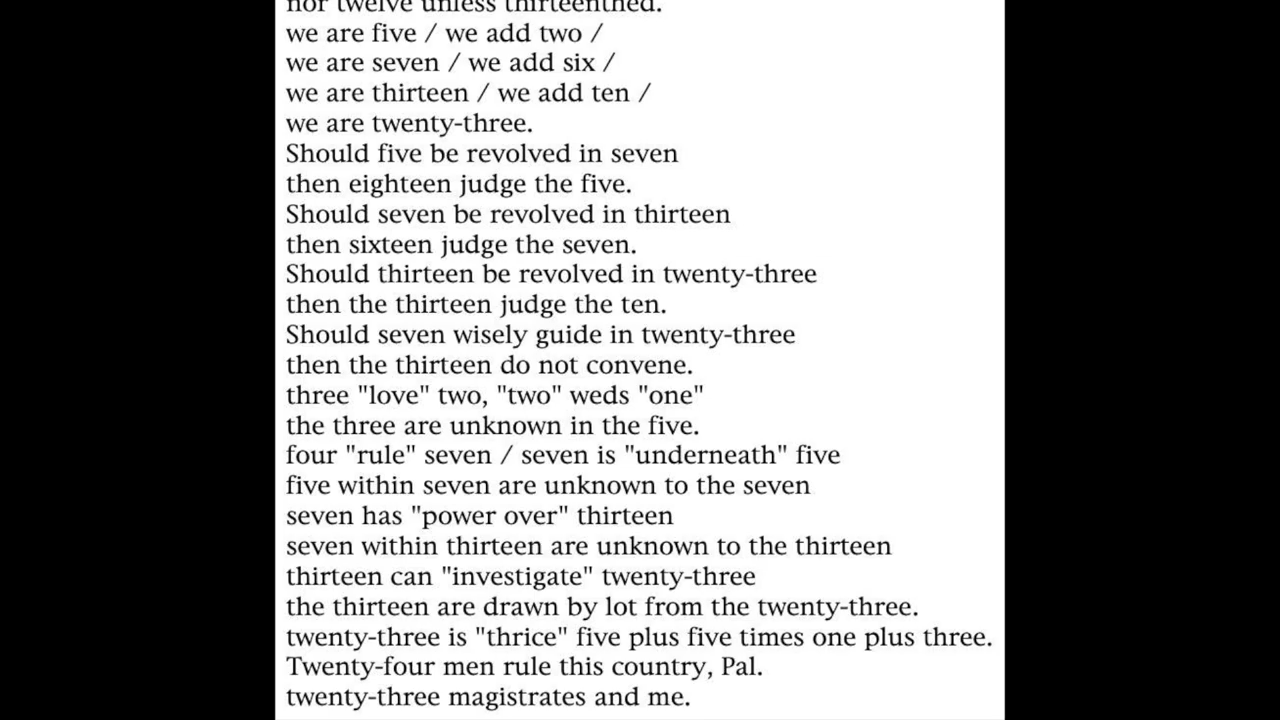 nor twelve unless thirteenthed.
we are five / we add two /
we are seven / we add six /
we are thirteen / we add ten /
we are twenty-three.
Should five be revolved in seven
then eighteen judge the five.
Should seven be revolved in thirteen
then sixteen judge the seven.
Should thirteen be revolved in twenty-three
then the thirteen judge the ten.
Should seven wisely guide in twenty-three
then the thirteen do not convene.
three "love" two, "two" weds "one"
the three are unknown in the five.
four "rule" seven / seven is "underneath" five
five within seven are unknown to the seven
seven has "power over" thirteen
seven within thirteen are unknown to the thirteen
thirteen can "investigate" twenty-three
the thirteen are drawn by lot from the twenty-three.
twenty-three is "thrice" five plus five times one plus three.
Twenty-four men rule this country, Pal.
twenty-three magistrates and me.